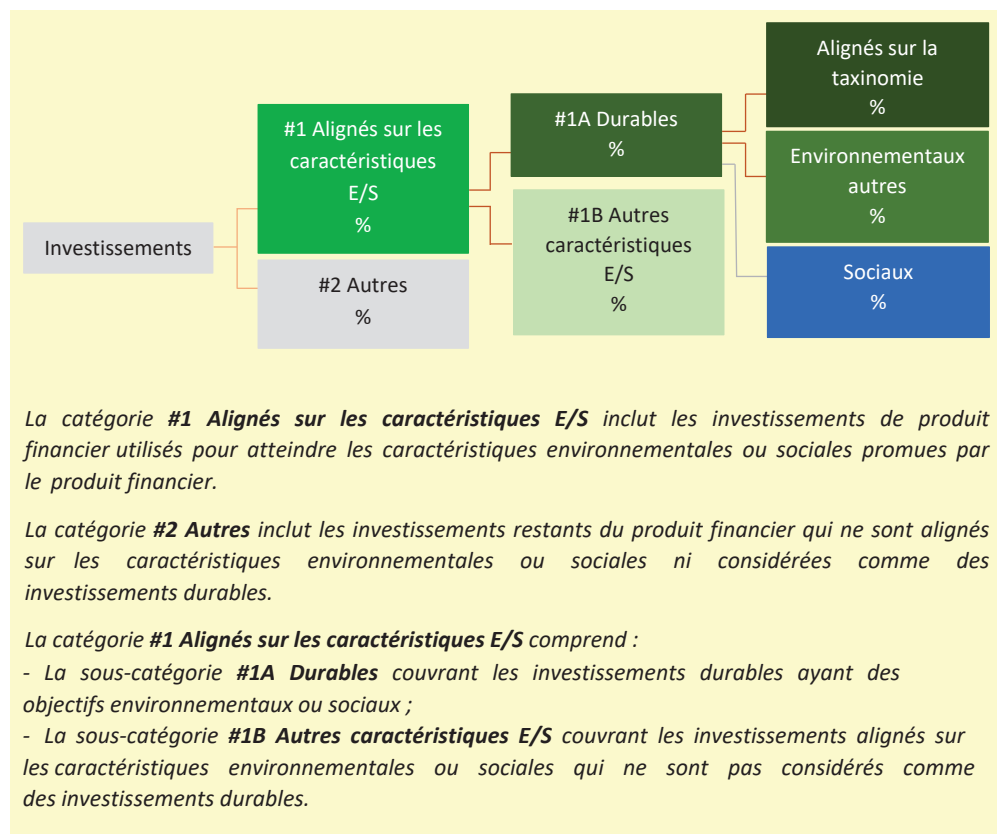 Investissements
#1 Alignés sur les
caractéristiques
E/S
%
#2 Autres
%
#1A Durables
%
#1B Autres
caractéristiques
E/S
%
Alignés sur la
taxinomie
%
Environnementaux
autres
%
Sociaux
%
La catégorie #1 Alignés sur les caractéristiques E/S inclut les investissements de produit
financier utilisés pour atteindre les caractéristiques environnementales ou sociales promues par
le produit financier.
La catégorie #2 Autres inclut les investissements restants du produit financier qui ne sont alignés
sur les caractéristiques environnementales ou sociales ni considérées comme des
investissements durables.
La catégorie #1 Alignés sur les caractéristiques E/S comprend :
- La sous-catégorie #1A Durables couvrant les investissements durables ayant des
objectifs environnementaux ou sociaux ;
- La sous-catégorie #1B Autres caractéristiques E/S couvrant les investissements alignés sur
les caractéristiques environnementales ou sociales qui ne sont pas considérés comme
des investissements durables.